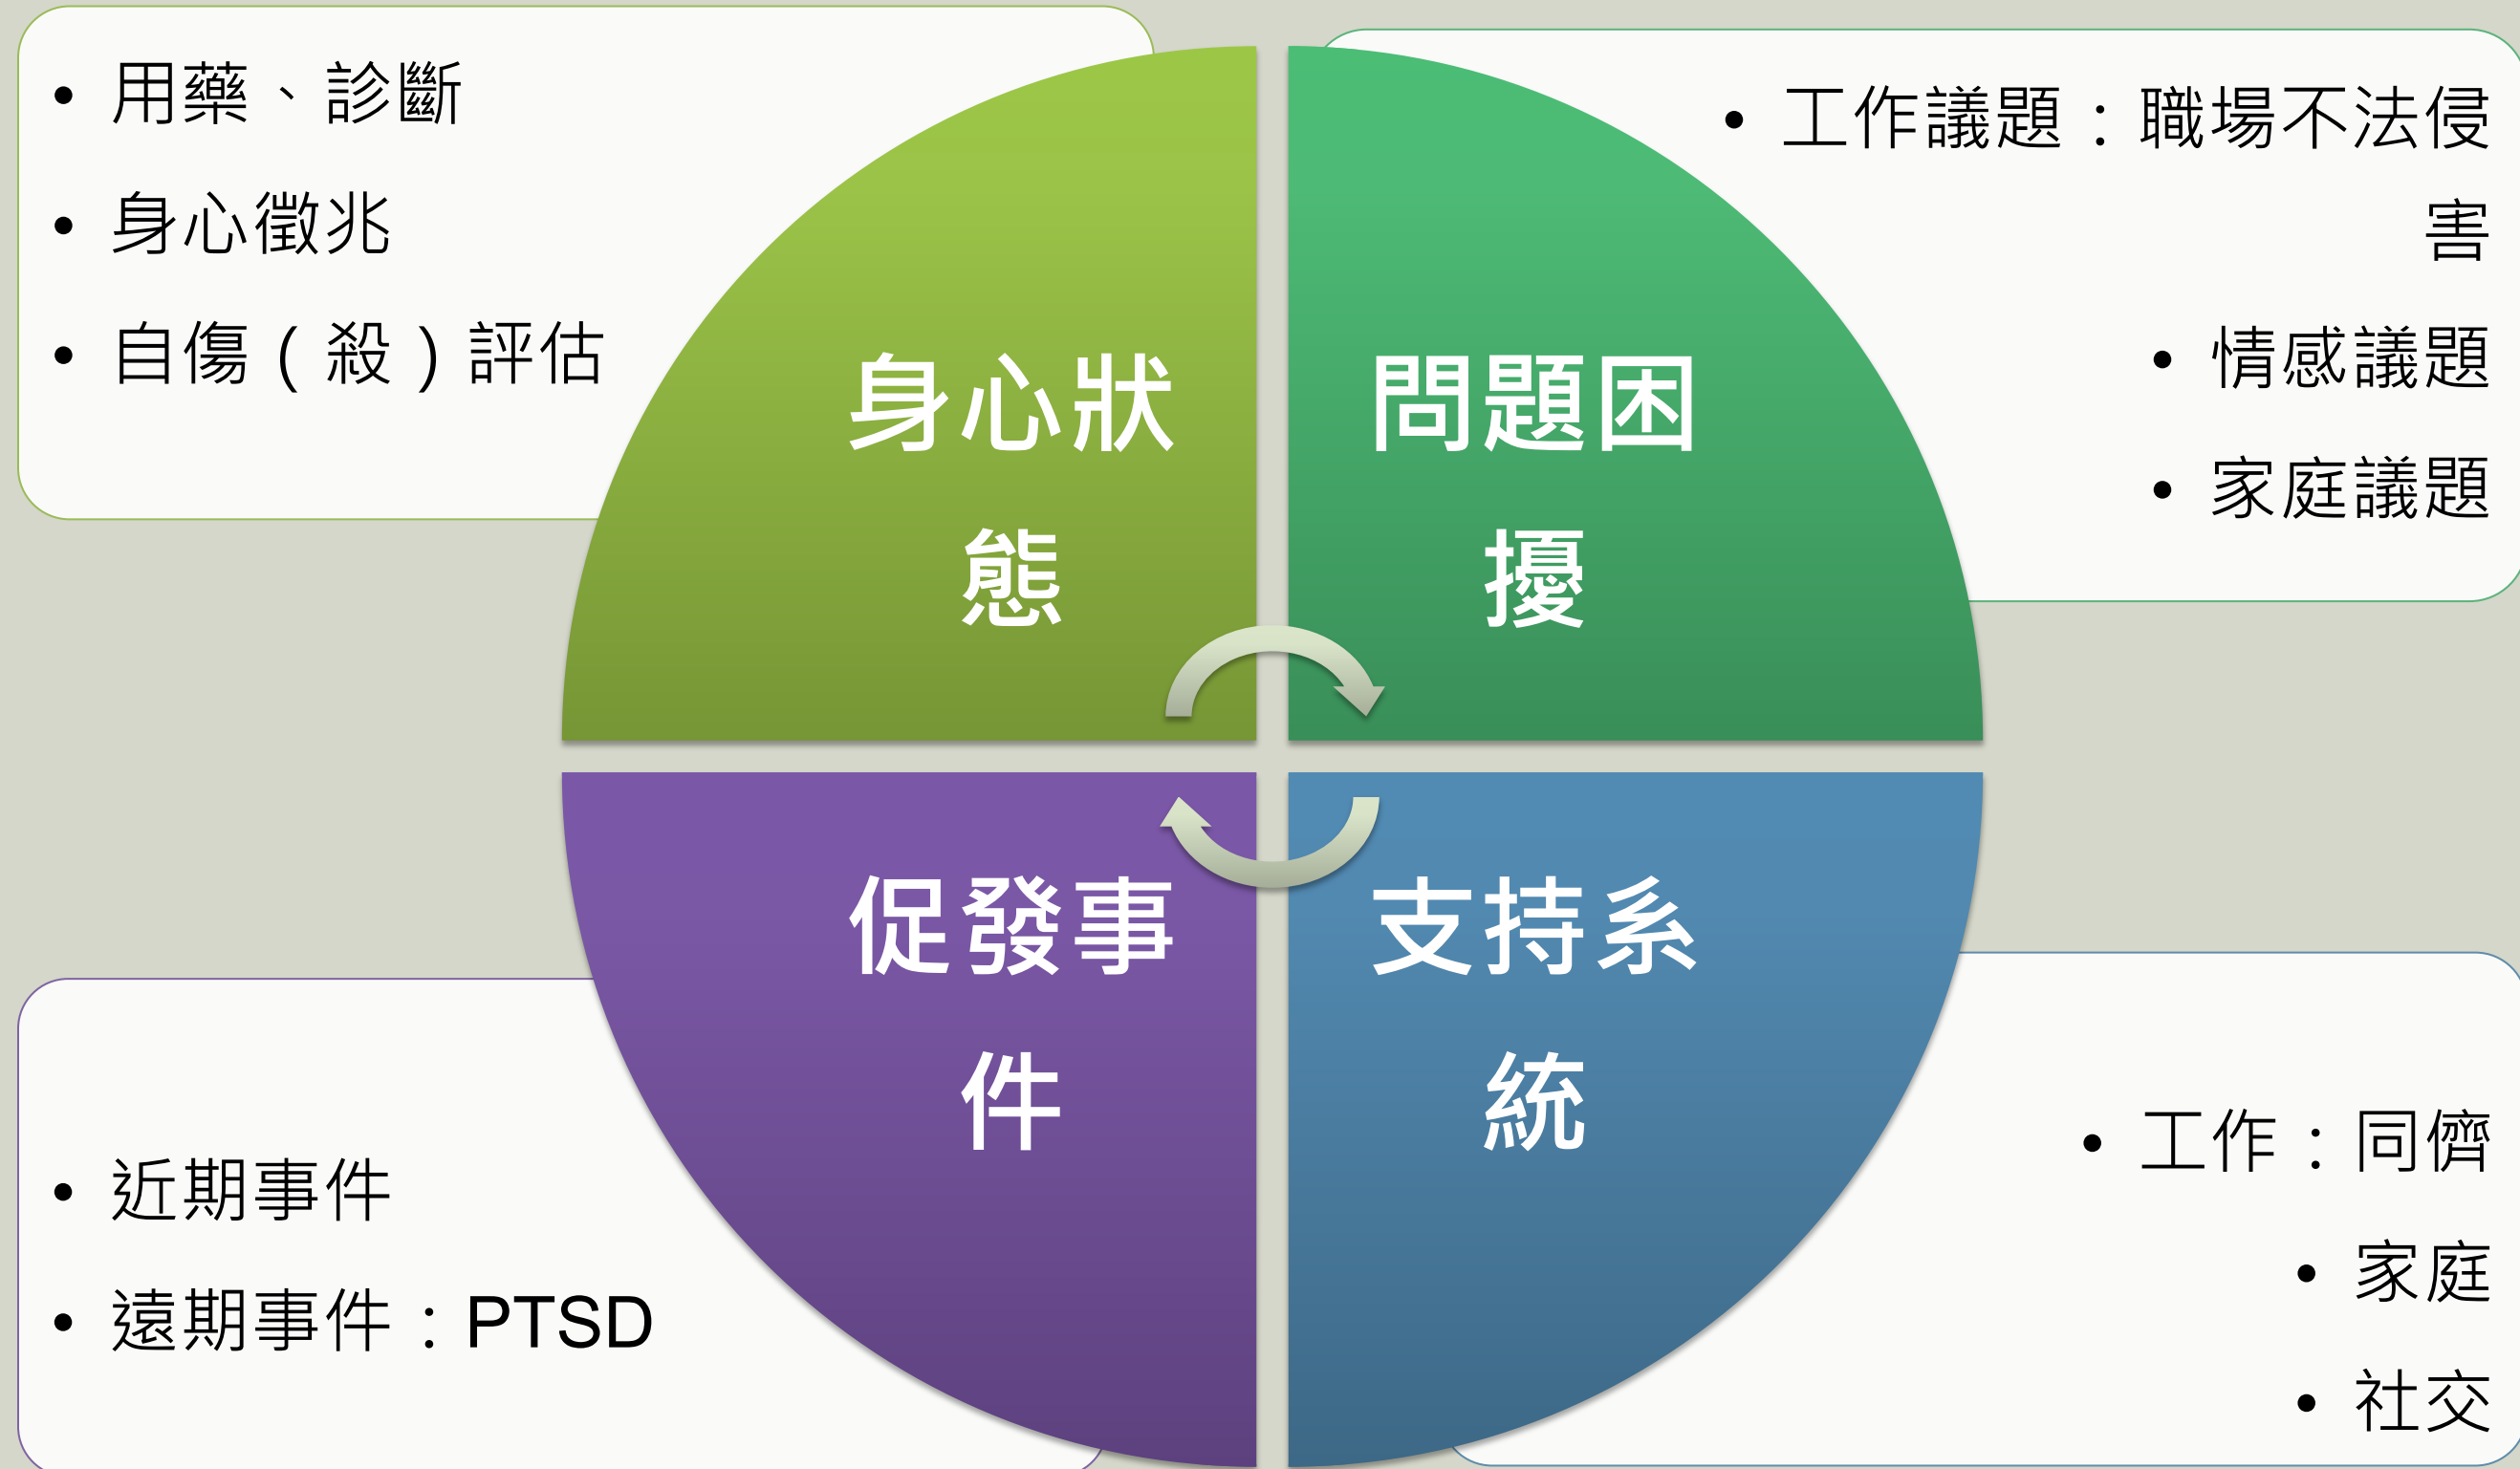 用藥、診斷
身心徵兆
自傷(殺)評估
身心狀
態
工作議題：職場不法侵
害
情感議題
家庭議題
問題困
擾
近期事件
遠期事件：PTSD
促發事
件
工作：同儕
家庭
社交
支持系
統